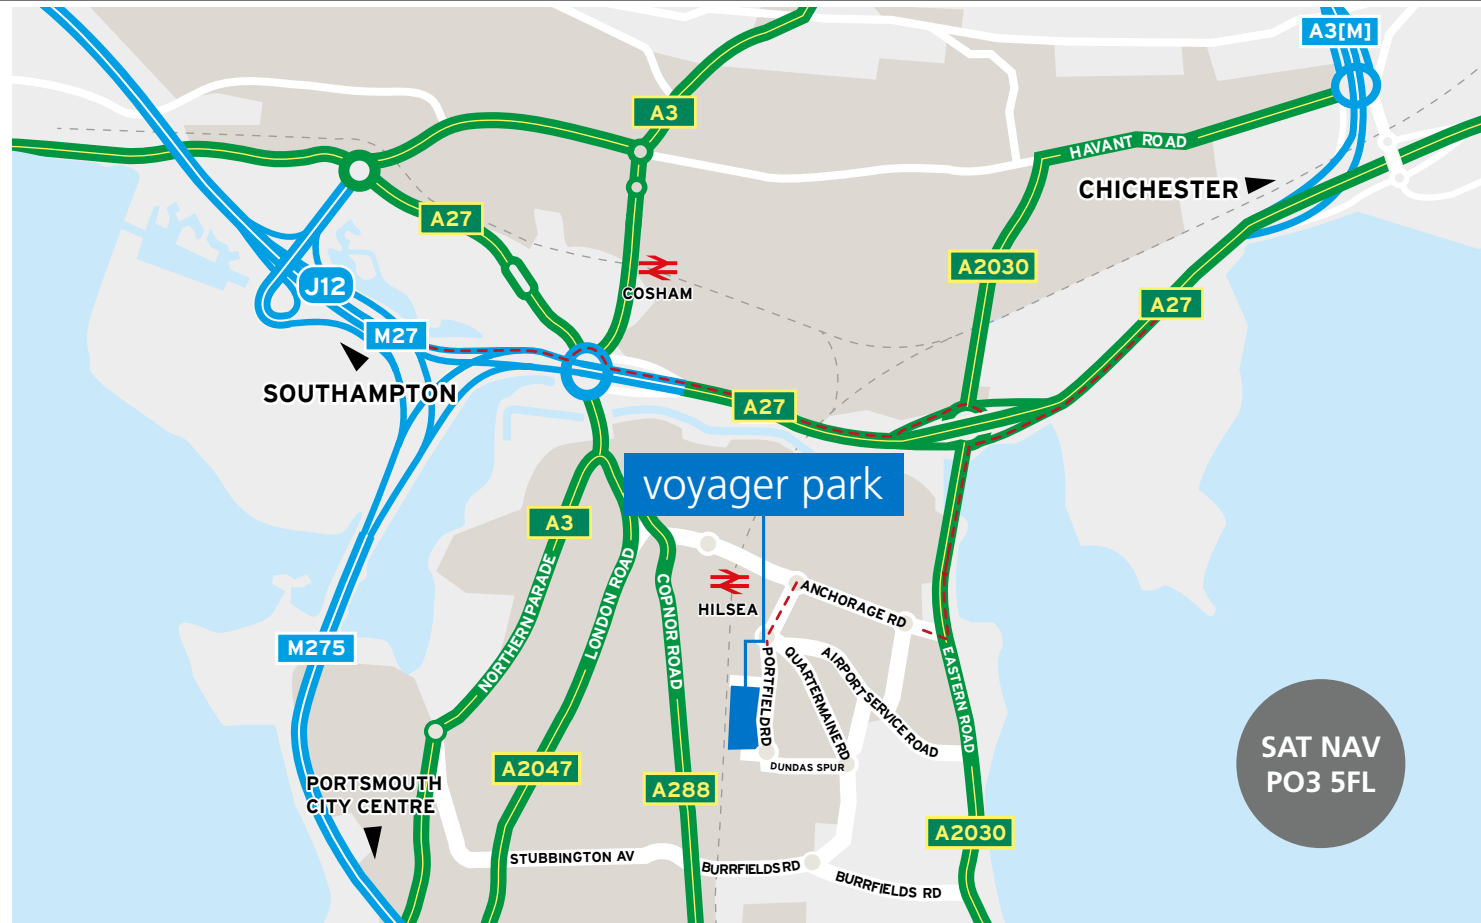 A3[M]
A3
HAVANT ROAD
CHICHESTER
A27
A2030
J12
COSHAM
A27
M27
SOUTHAMPTON
A27
voyager park
A3
NORTHERN PARADE
LONDON ROAD
COPNOR ROAD
HILSEA
ANCHORAGE RD
M275
PORTFIELD RD
QUARTERMAINE RD
AIRPORT SERVICE ROAD
EASTERN ROAD
SAT NAV
PO3 5FL
A2047
DUNDAS SPUR
PORTSMOUTH
CITY CENTRE
A288
A2030
STUBBINGTON AV
BURRFIELDS RD
BURRFIELDS RD